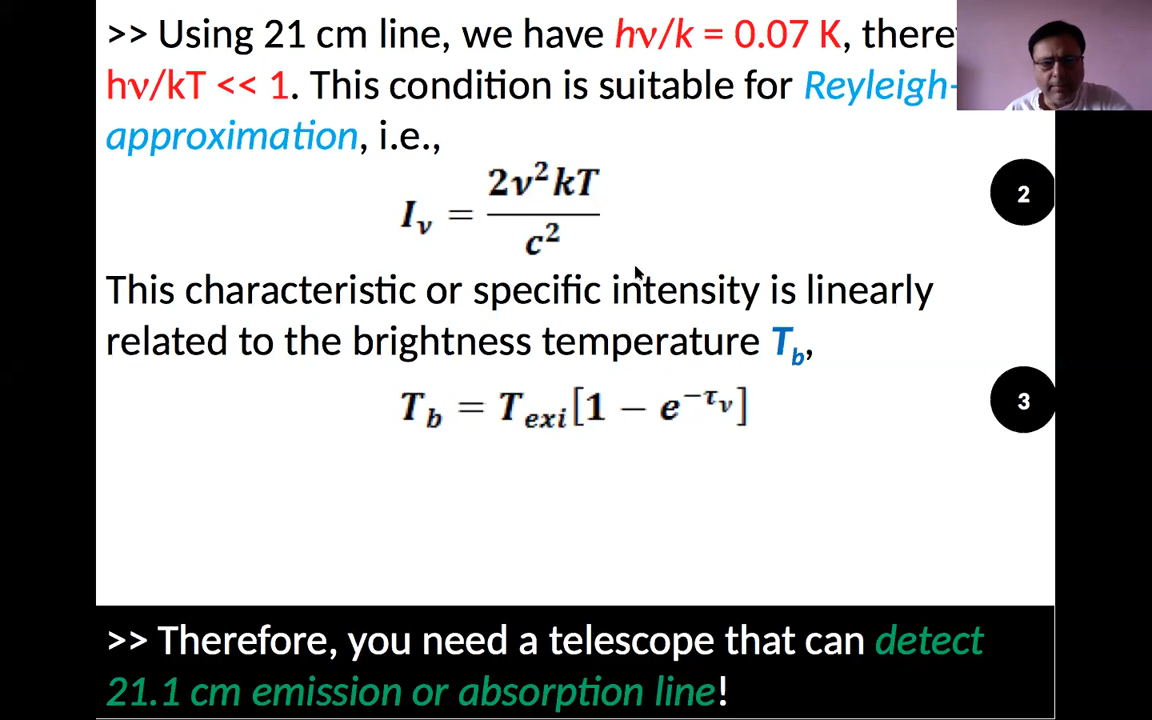 >> Using 21 cm line, we have hν/k = 0.07 K, there
hν/kT << 1. This condition is suitable for Reyleigh-
approximation, i.e.,
I_ν = 2ν²kT / c²
2
This characteristic or specific intensity is linearly
related to the brightness temperature T_b,
T_b = T_exi[1 − e^−τ_ν]
3
>> Therefore, you need a telescope that can detect
21.1 cm emission or absorption line!